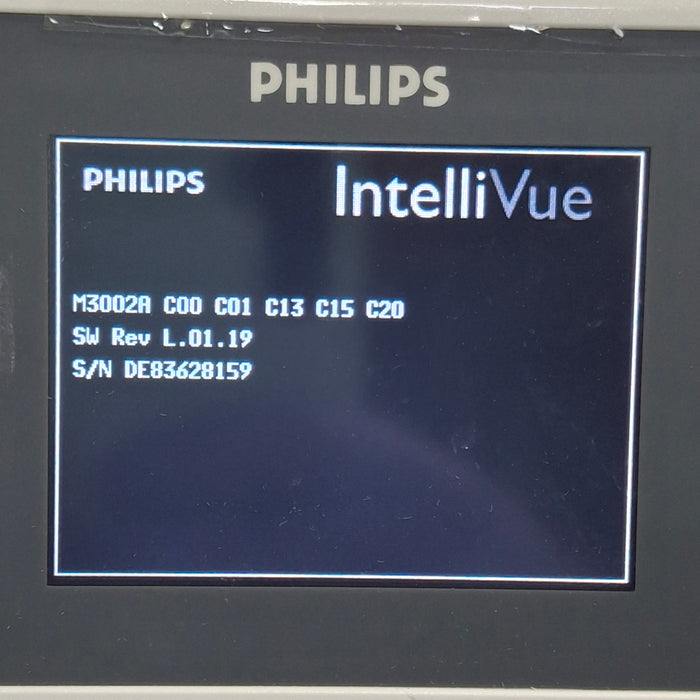 PHILIPS
PHILIPS IntelliVue
M3002A C00 C01 C13 C15 C20
SW Rev L.01.19
S/N DE83628159